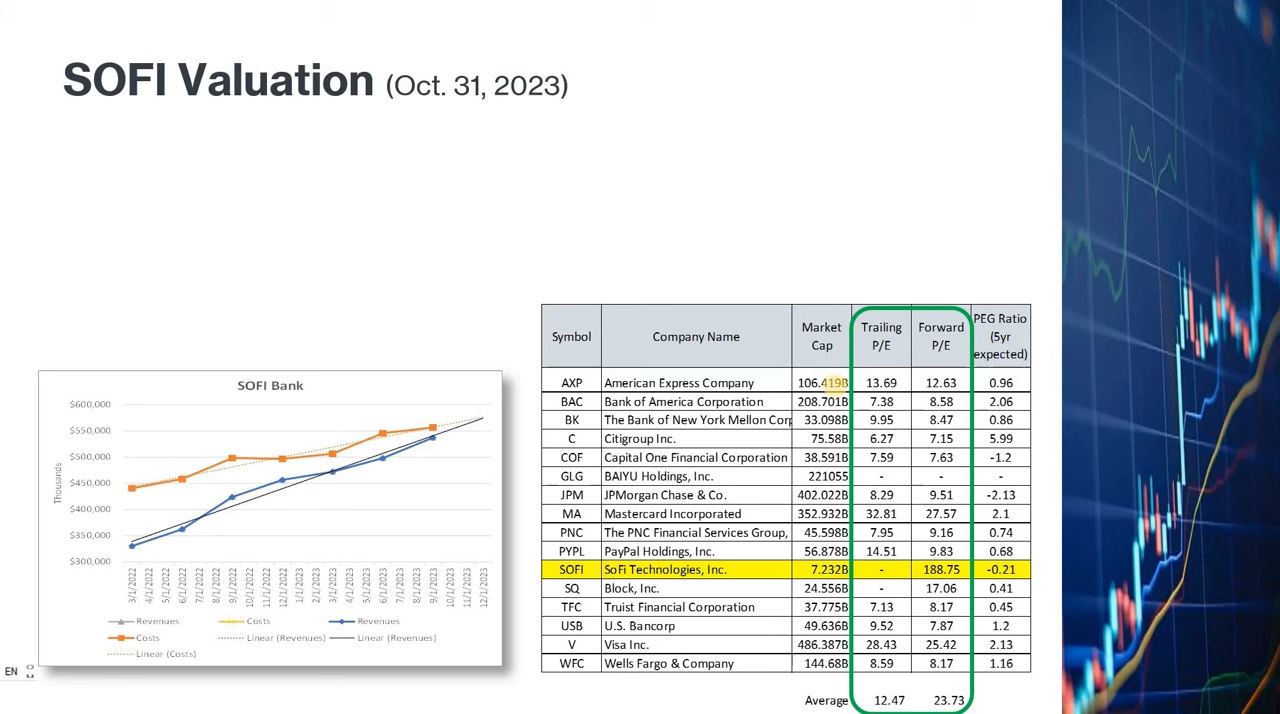 SOFI Valuation (Oct. 31, 2023)
SOFI Bank
Thousands
$600,000
$550,000
$500,000
$450,000
$400,000
$350,000
$300,000
3/1/2022
4/1/2022
5/1/2022
6/1/2022
7/1/2022
8/1/2022
9/1/2022
10/1/2022
11/1/2022
12/1/2022
1/1/2023
2/1/2023
3/1/2023
4/1/2023
5/1/2023
6/1/2023
7/1/2023
8/1/2023
9/1/2023
10/1/2023
11/1/2023
12/1/2023
Revenues Costs Revenues
Costs Linear (Revenues) Linear (Revenues)
Linear (Costs)
EN
Symbol Company Name Market Cap Trailing P/E Forward P/E PEG Ratio (5yr expected)
AXP American Express Company 106.419B 13.69 12.63 0.96
BAC Bank of America Corporation 208.701B 7.38 8.58 2.06
BK The Bank of New York Mellon Corp 33.098B 9.95 8.47 0.86
C Citigroup Inc. 75.58B 6.27 7.15 5.99
COF Capital One Financial Corporation 38.591B 7.59 7.63 -1.2
GLG BAIYU Holdings, Inc. 221055 - - -
JPM JPMorgan Chase & Co. 402.022B 8.29 9.51 -2.13
MA Mastercard Incorporated 352.932B 32.81 27.57 2.1
PNC The PNC Financial Services Group, 45.598B 7.95 9.16 0.74
PYPL PayPal Holdings, Inc. 56.878B 14.51 9.83 0.68
SOFI SoFi Technologies, Inc. 7.232B - 188.75 -0.21
SQ Block, Inc. 24.556B - 17.06 0.41
TFC Truist Financial Corporation 37.775B 7.13 8.17 0.45
USB U.S. Bancorp 49.636B 9.52 7.87 1.2
V Visa Inc. 486.387B 28.43 25.42 2.13
WFC Wells Fargo & Company 144.68B 8.59 8.17 1.16
Average 12.47 23.73